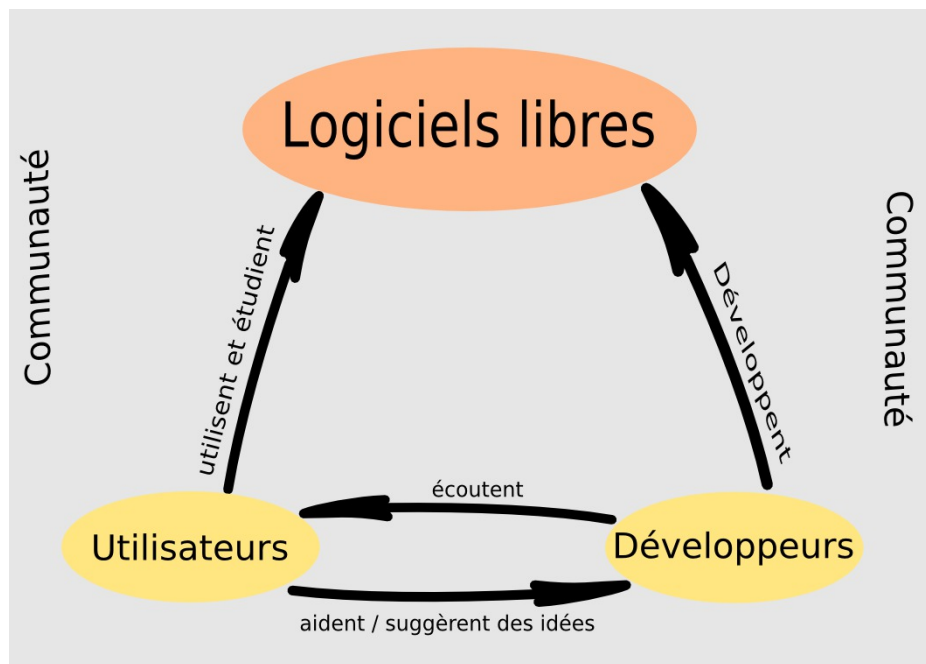 Logiciels libres
Communauté
Communauté
utilisent et étudient
Développent
écoutent
Utilisateurs
Développeurs
aident / suggèrent des idées